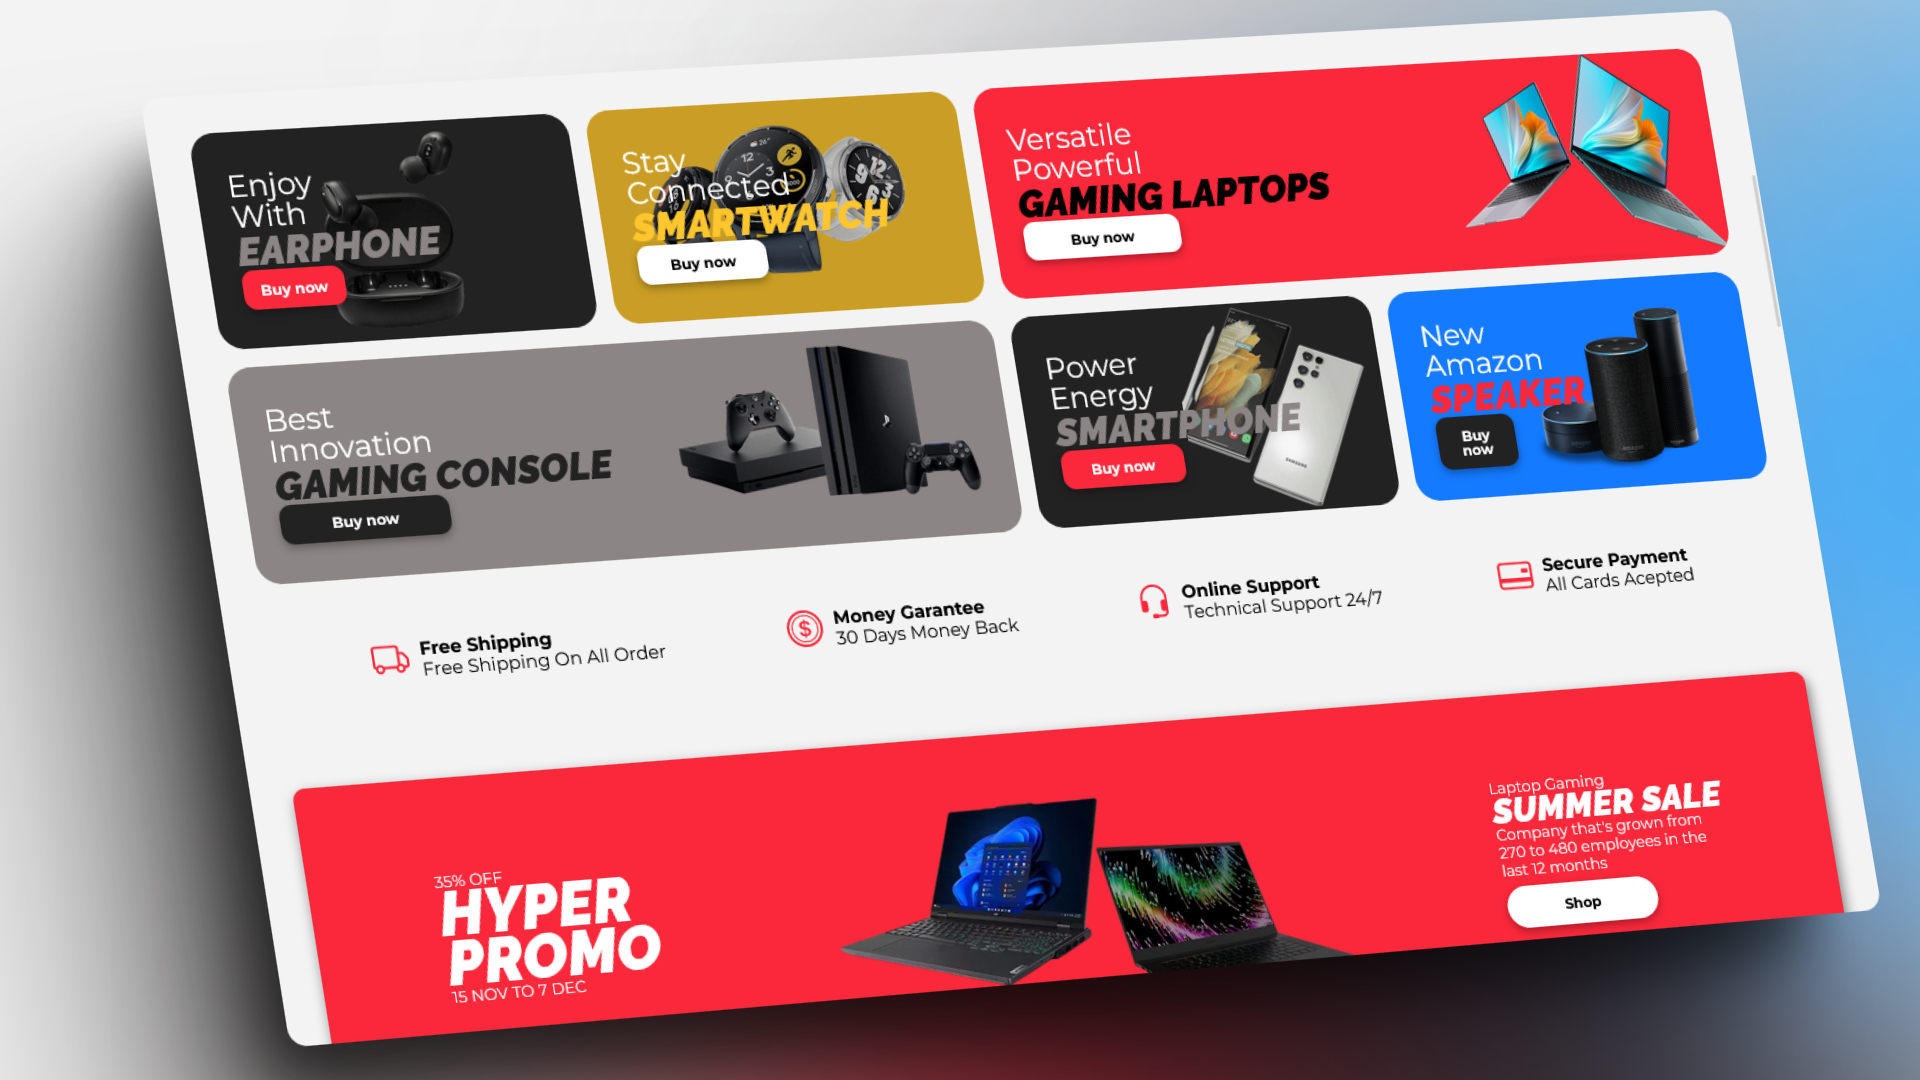 Enjoy
With
EARPHONE
Buy now
Stay
Connected
SMARTWATCH
Buy now
Versatile
Powerful
GAMING LAPTOPS
Buy now
Best
Innovation
GAMING CONSOLE
Buy now
Power
Energy
SMARTPHONE
Buy now
SAMSUNG
New
Amazon
SPEAKER
Buy
now
Free Shipping
Free Shipping On All Order
Money Garantee
30 Days Money Back
Online Support
Technical Support 24/7
Secure Payment
All Cards Acepted
35% OFF
HYPER
PROMO
15 NOV TO 7 DEC
Laptop Gaming
SUMMER SALE
Company that's grown from
270 to 480 employees in the
last 12 months
Shop